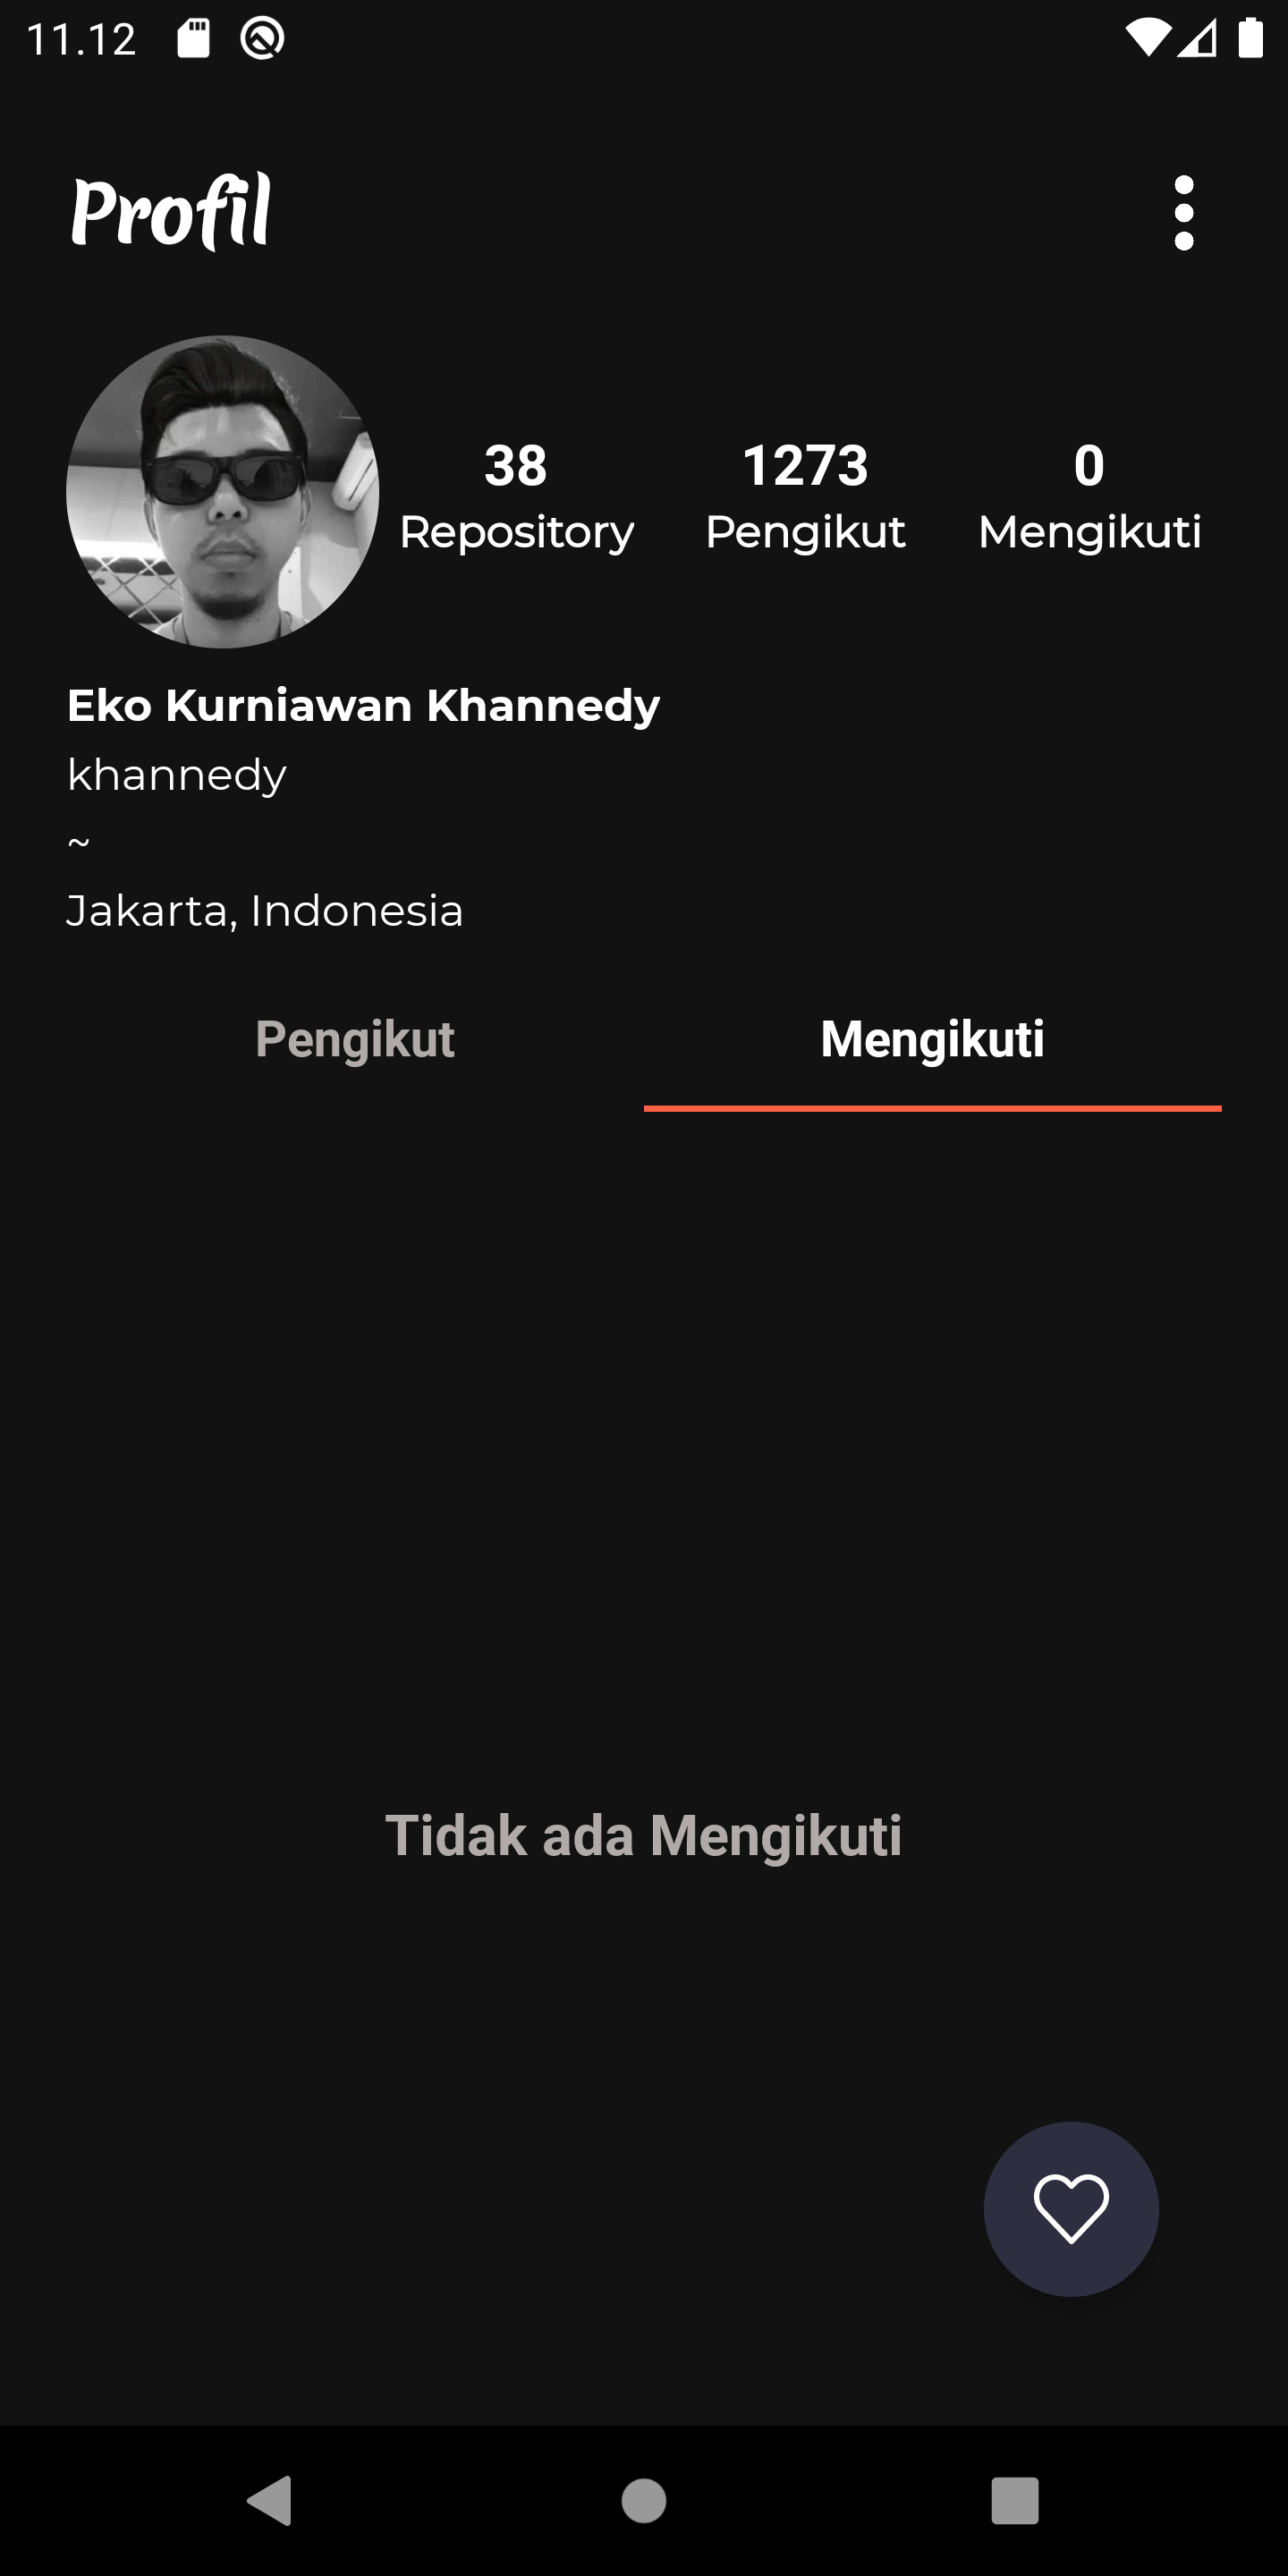 11.12
Profil
38 1273 0
Repository Pengikut Mengikuti
Eko Kurniawan Khannedy
khannedy
~
Jakarta, Indonesia
Pengikut Mengikuti
Tidak ada Mengikuti